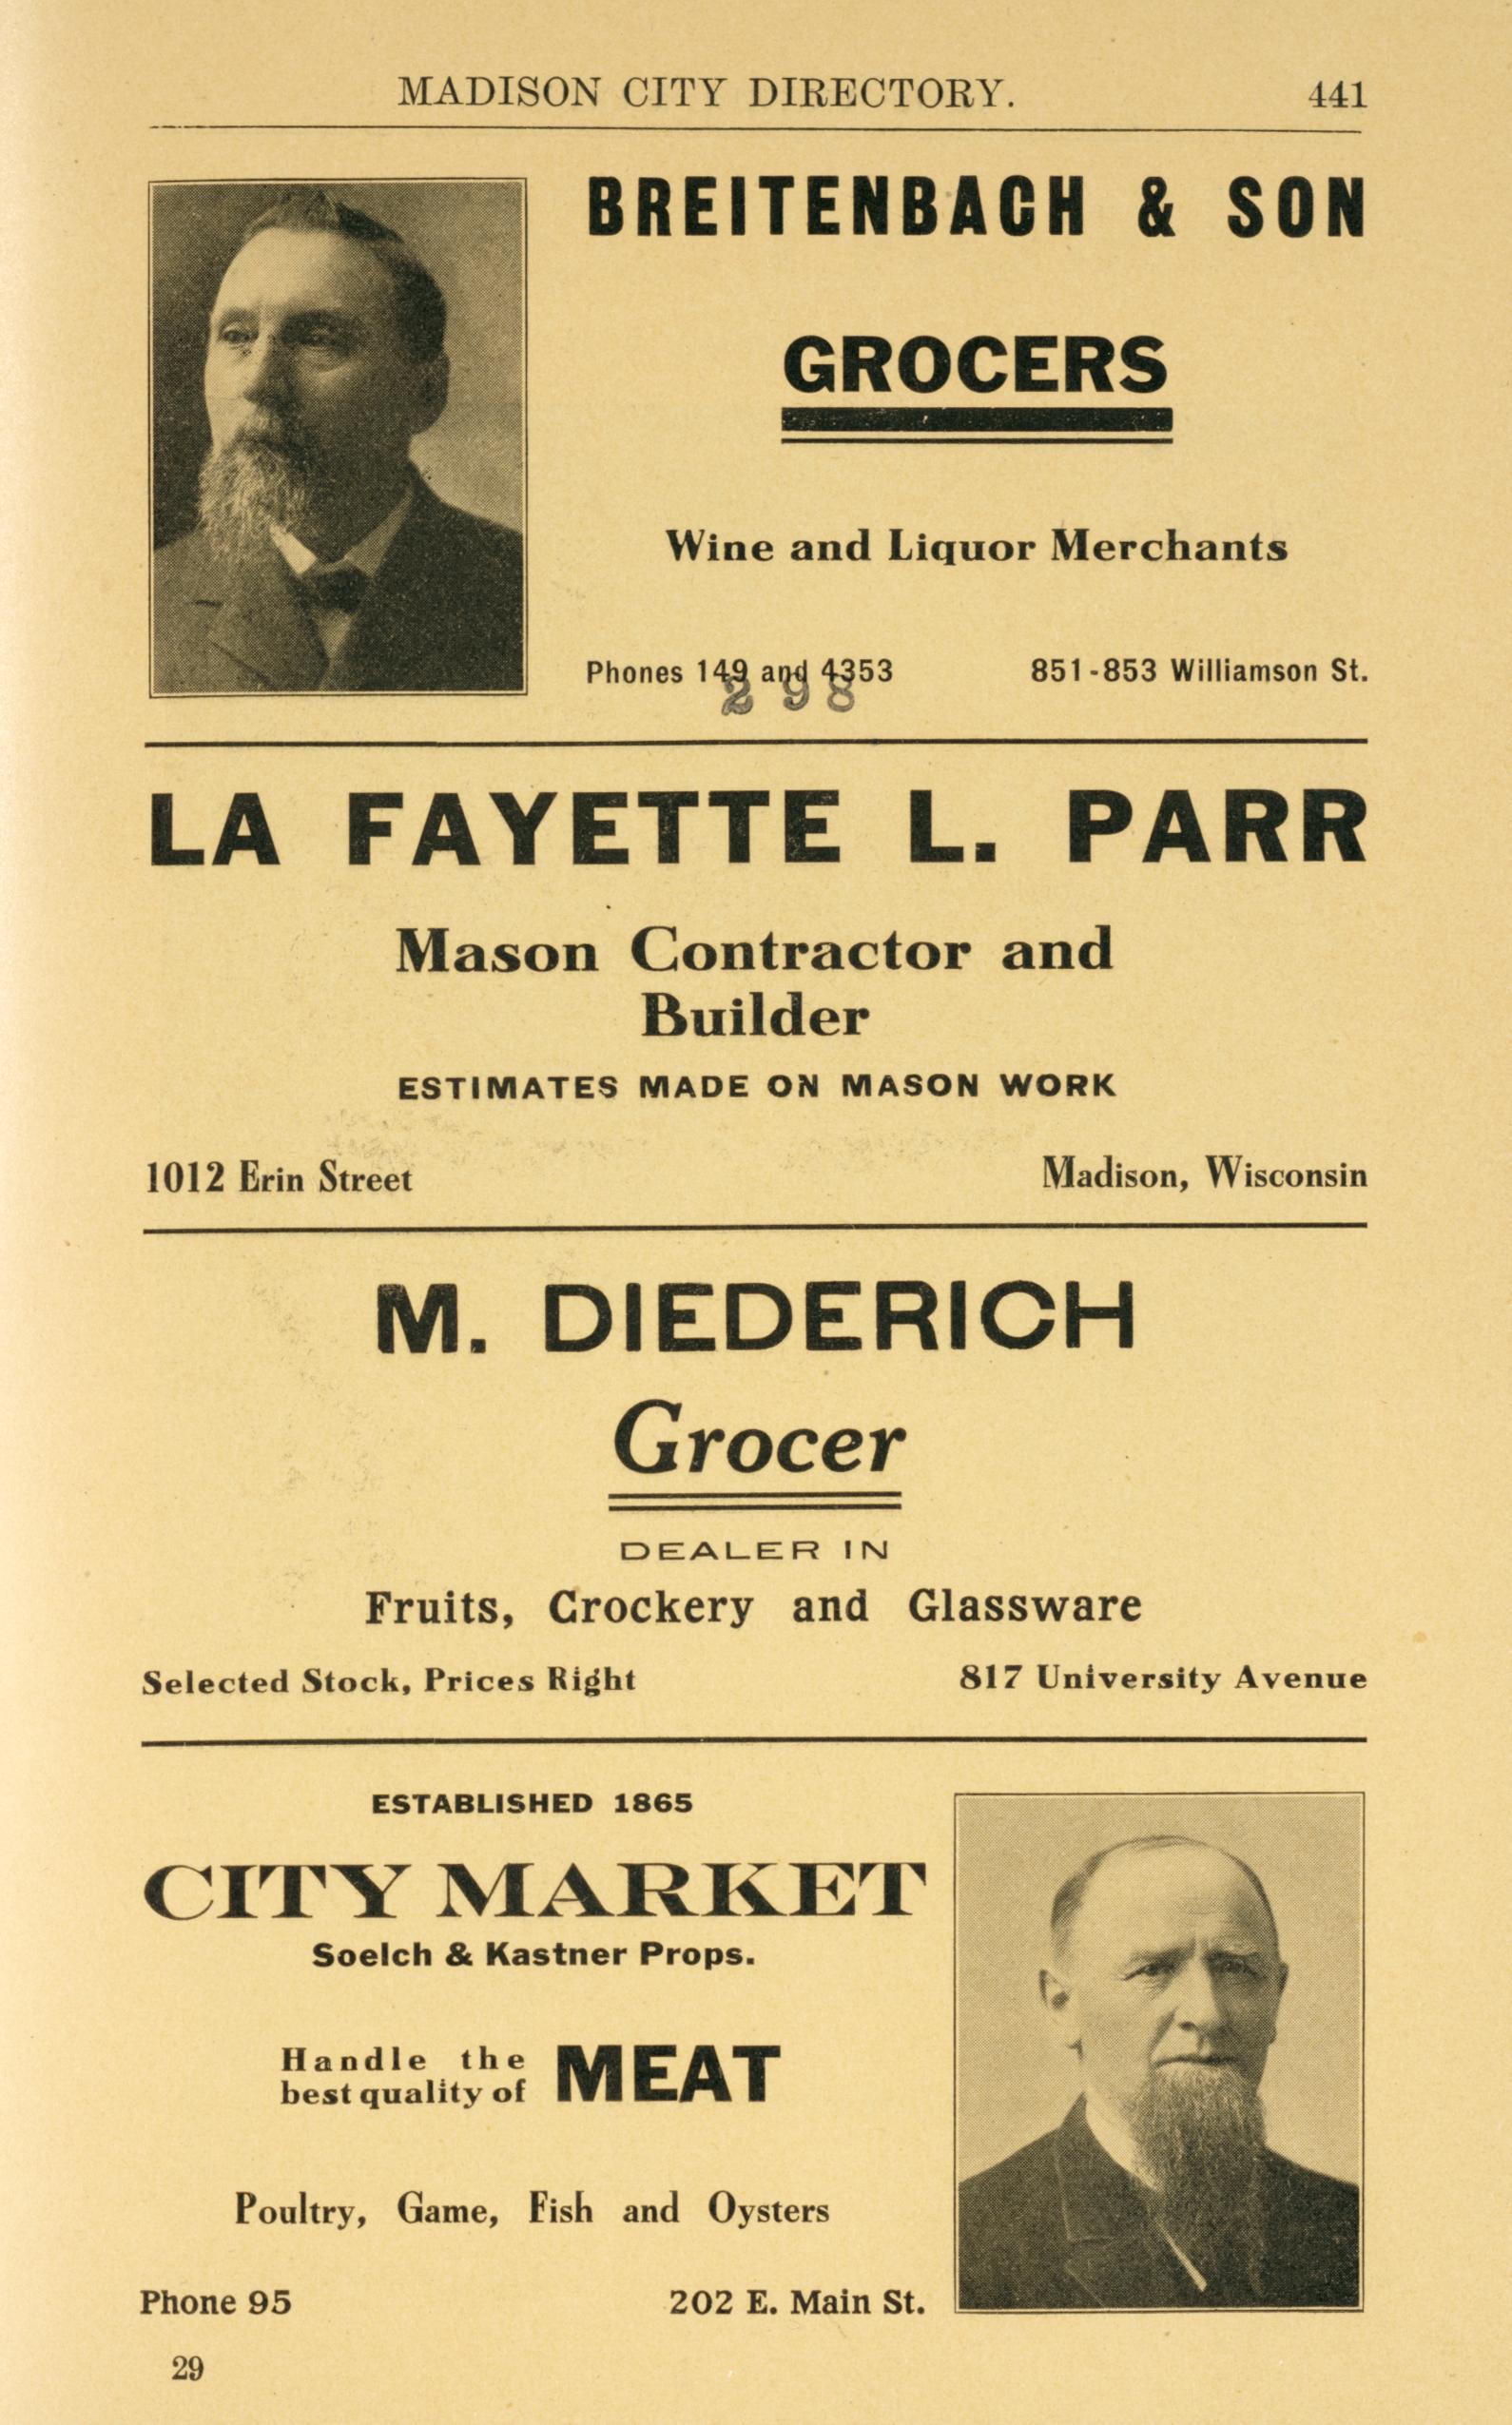 MADISON CITY DIRECTORY. 441
BREITENBACH & SON
GROCERS
Wine and Liquor Merchants
Phones 149 and 4353 851-853 Williamson St.
298
LA FAYETTE L. PARR
Mason Contractor and
Builder
ESTIMATES MADE ON MASON WORK
1012 Erin Street Madison, Wisconsin
M. DIEDERICH
Grocer
DEALER IN
Fruits, Crockery and Glassware
Selected Stock, Prices Right 817 University Avenue
ESTABLISHED 1865
CITY MARKET
Soelch & Kastner Props.
Handle the
best quality of MEAT
Poultry, Game, Fish and Oysters
Phone 95 202 E. Main St.
29